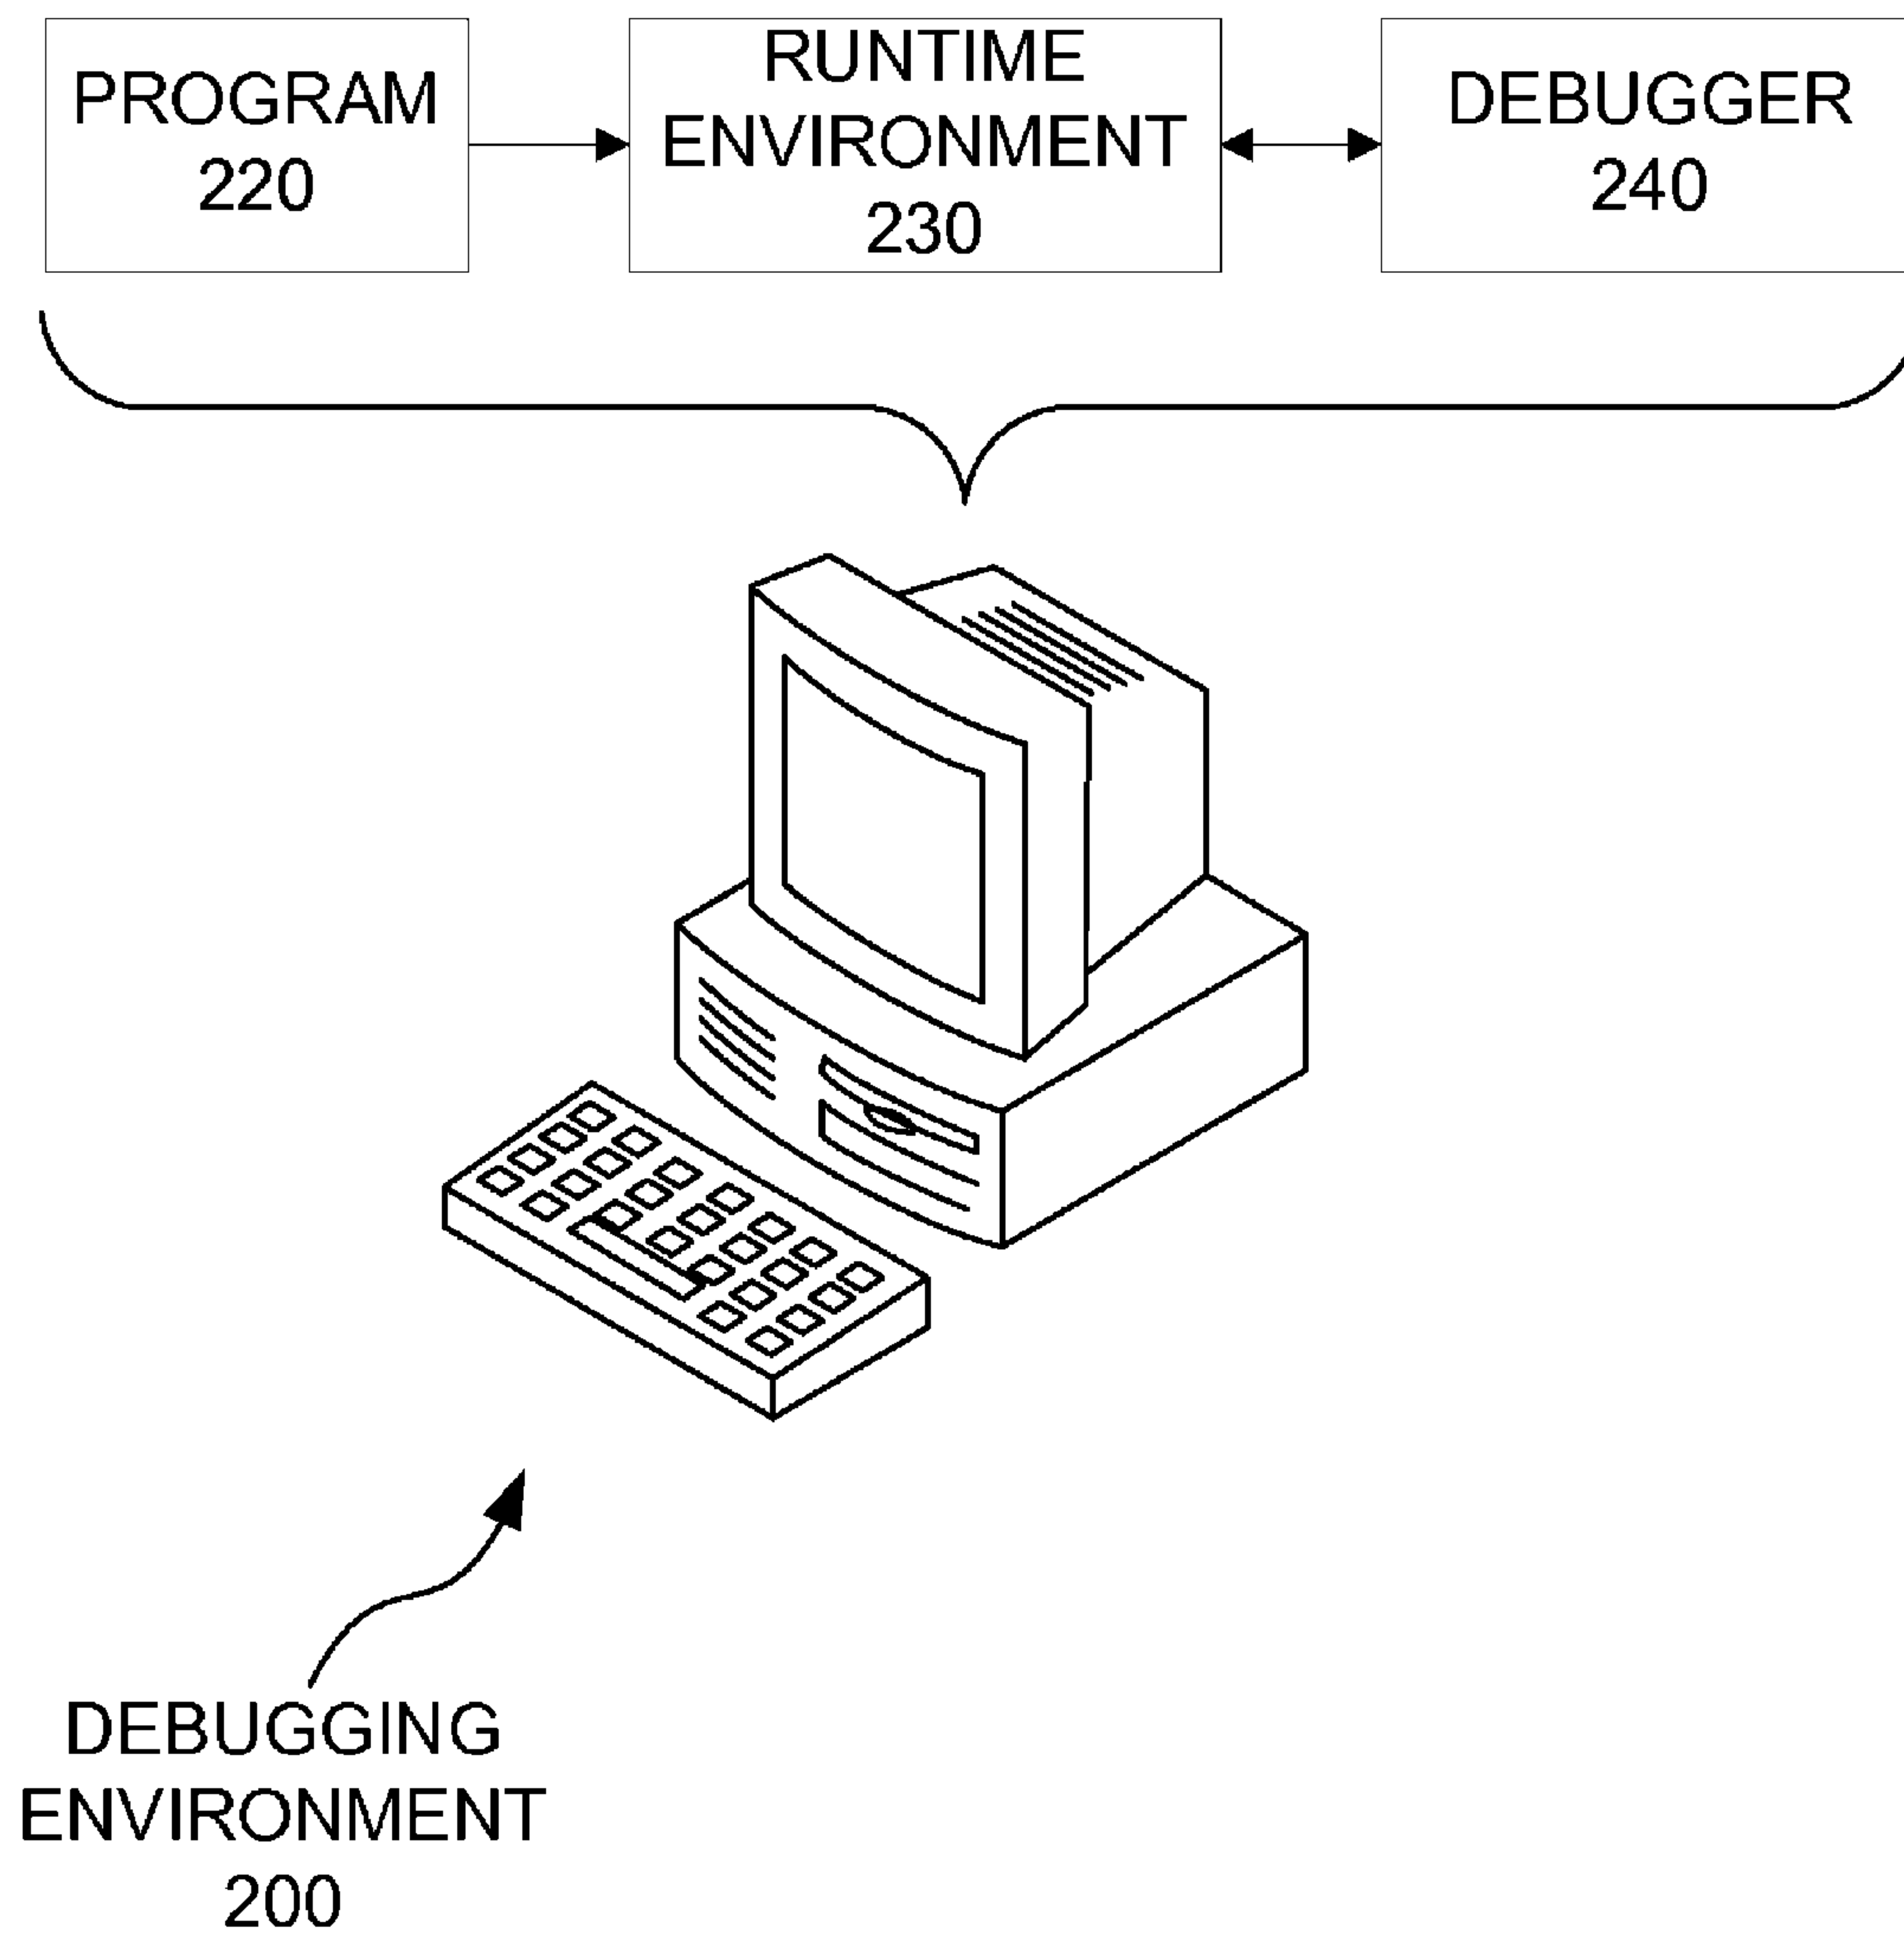 PROGRAM
220
RUNTIME
ENVIRONMENT
230
DEBUGGER
240
DEBUGGING
ENVIRONMENT
200